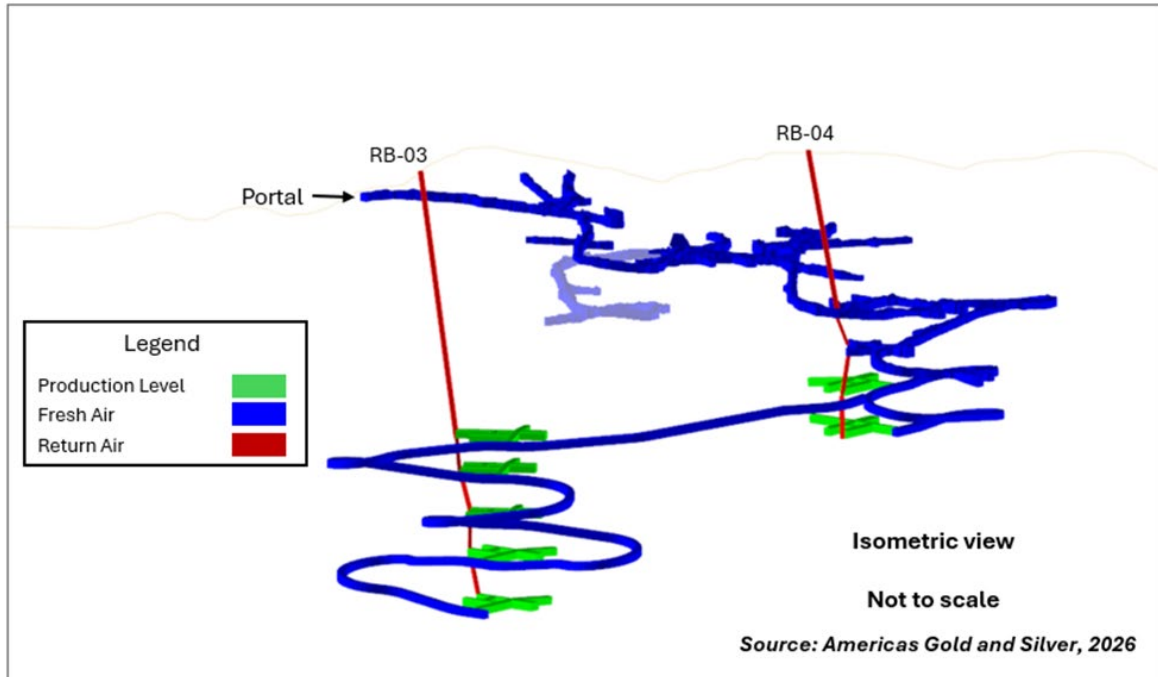 RB-04
RB-03
Portal
Legend
Production Level
Fresh Air
Return Air
Isometric view
Not to scale
Source: Americas Gold and Silver, 2026